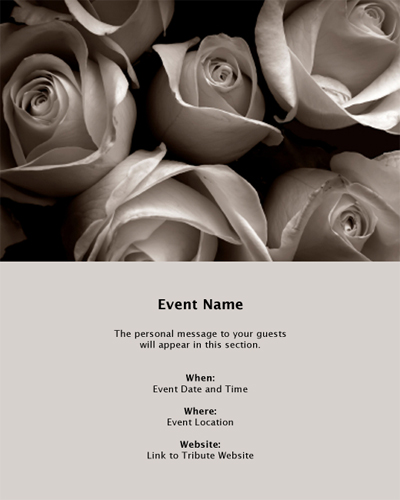 Event Name
The personal message to your guests
will appear in this section.
When:
Event Date and Time
Where:
Event Location
Website:
Link to Tribute Website